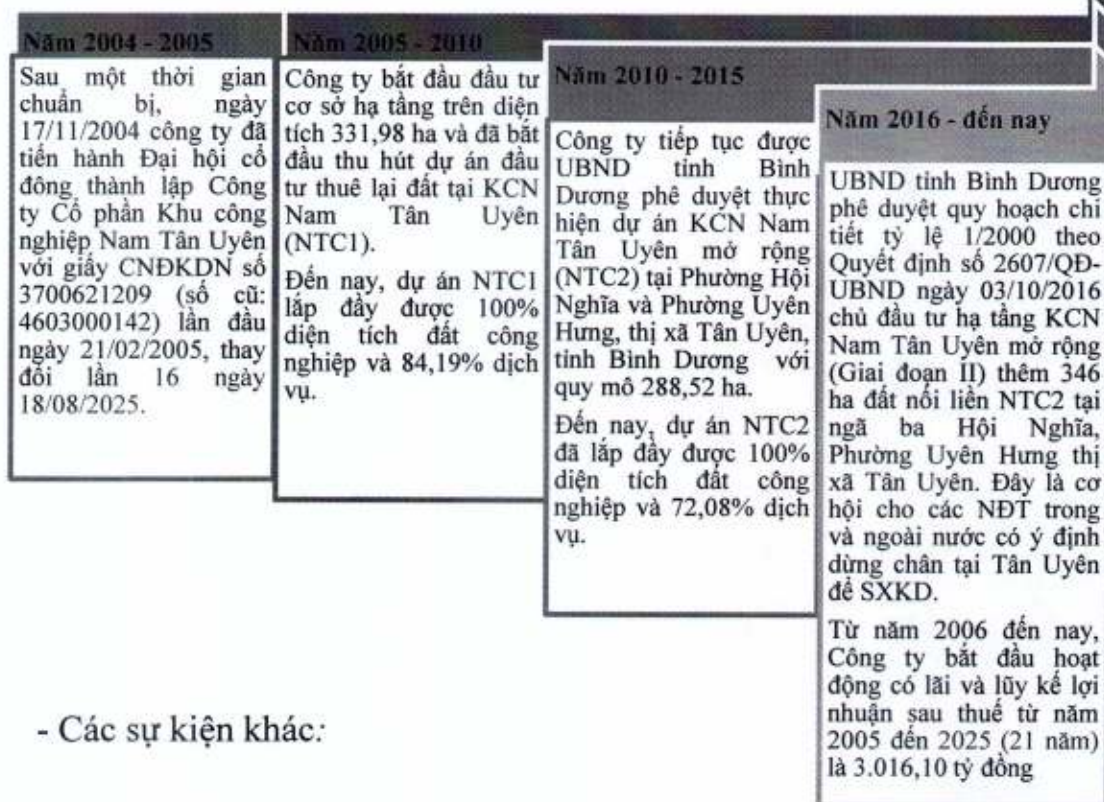 Năm 2004 - 2005
Sau một thời gian
chuẩn bị, ngày
17/11/2004 công ty đã
tiến hành Đại hội cổ
đông thành lập Công
ty Cổ phần Khu công
nghiệp Nam Tân Uyên
với giấy CNĐKDN số
3700621209 (số cũ:
4603000142) lần đầu
ngày 21/02/2005, thay
đổi lần 16 ngày
18/08/2025.
Năm 2005 - 2010
Công ty bắt đầu đầu tư
cơ sở hạ tầng trên diện
tích 331,98 ha và đã bắt
đầu thu hút dự án đầu
tư thuê lại đất tại KCN
Nam Tân Uyên
(NTC1).
Đến nay, dự án NTC1
lắp đầy được 100%
diện tích đất công
nghiệp và 84,19% dịch
vụ.
Năm 2010 - 2015
Công ty tiếp tục được
UBND tỉnh Bình
Dương phê duyệt thực
hiện dự án KCN Nam
Tân Uyên mở rộng
(NTC2) tại Phường Hội
Nghĩa và Phường Uyên
Hưng, thị xã Tân Uyên,
tỉnh Bình Dương với
quy mô 288,52 ha.
Đến nay, dự án NTC2
đã lắp đầy được 100%
diện tích đất công
nghiệp và 72,08% dịch
vụ.
Năm 2016 - đến nay
UBND tỉnh Bình Dương
phê duyệt quy hoạch chi
tiết tỷ lệ 1/2000 theo
Quyết định số 2607/QĐ-
UBND ngày 03/10/2016
chủ đầu tư hạ tầng KCN
Nam Tân Uyên mở rộng
(Giai đoạn II) thêm 346
ha đất nối liền NTC2 tại
ngã ba Hội Nghĩa,
Phường Uyên Hưng thị
xã Tân Uyên. Đây là cơ
hội cho các NĐT trong
và ngoài nước có ý định
dừng chân tại Tân Uyên
để SXKD.
Từ năm 2006 đến nay,
Công ty bắt đầu hoạt
động có lãi và lũy kế lợi
nhuận sau thuế từ năm
2005 đến 2025 (21 năm)
là 3.016,10 tỷ đồng
- Các sự kiện khác: